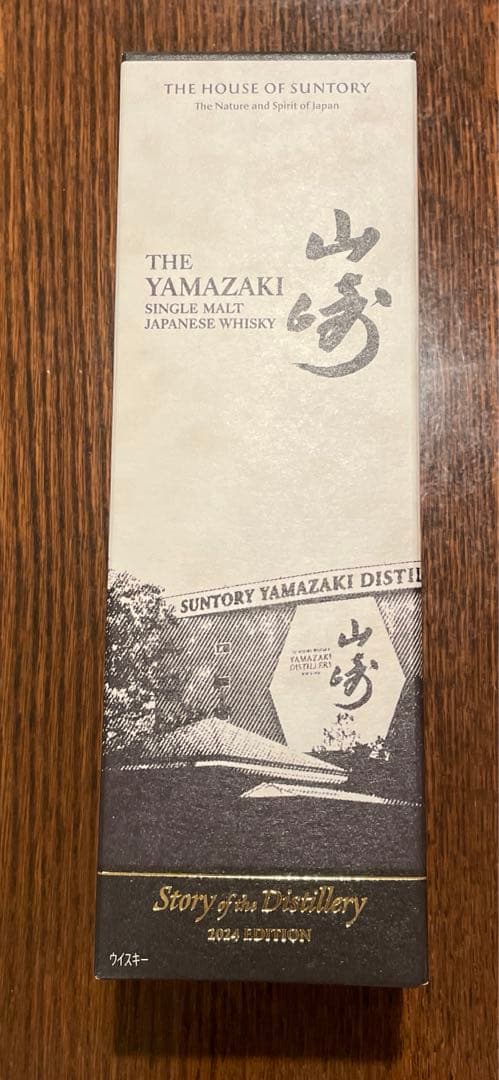 THE HOUSE OF SUNTORY
The Nature and Spirit of Japan
山崎
THE
YAMAZAKI
SINGLE MALT
JAPANESE WHISKY
SUNTORY YAMAZAKI DISTIL
山崎
YAMAZAKI
DISTILLERY
Story of the Distillery
2024 EDITION
ウイスキー